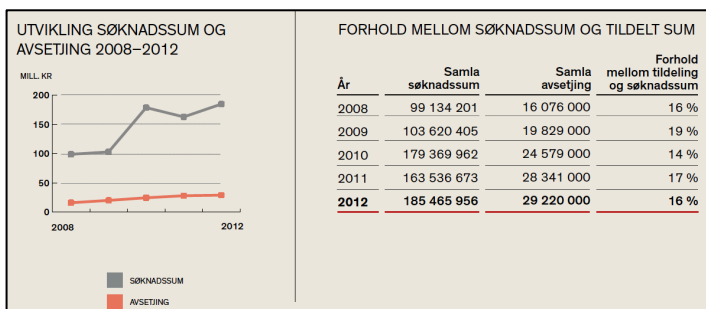 UTVIKLING SØKNADSSUM OG
AVSETJING 2008–2012
MILL. KR
200
150
100
50
0
2008
2012
SØKNADSSUM
AVSETJING
FORHOLD MELLOM SØKNADSSUM OG TILDELT SUM
År Samla søknadssum Samla avsetjing Forhold mellom tildeling og søknadssum
2008 99 134 201 16 076 000 16 %
2009 103 620 405 19 829 000 19 %
2010 179 369 962 24 579 000 14 %
2011 163 536 673 28 341 000 17 %
2012 185 465 956 29 220 000 16 %